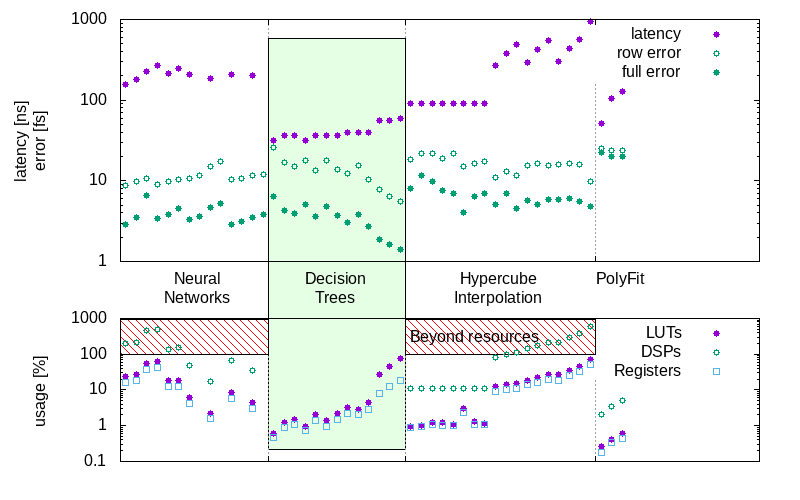 1000
100
10
1
latency [ns]
error [fs]
latency
row error
full error
Neural
Networks
Decision
Trees
Hypercube
Interpolation
PolyFit
1000
100
10
1
0.1
usage [%]
Beyond resources
LUTs
DSPs
Registers